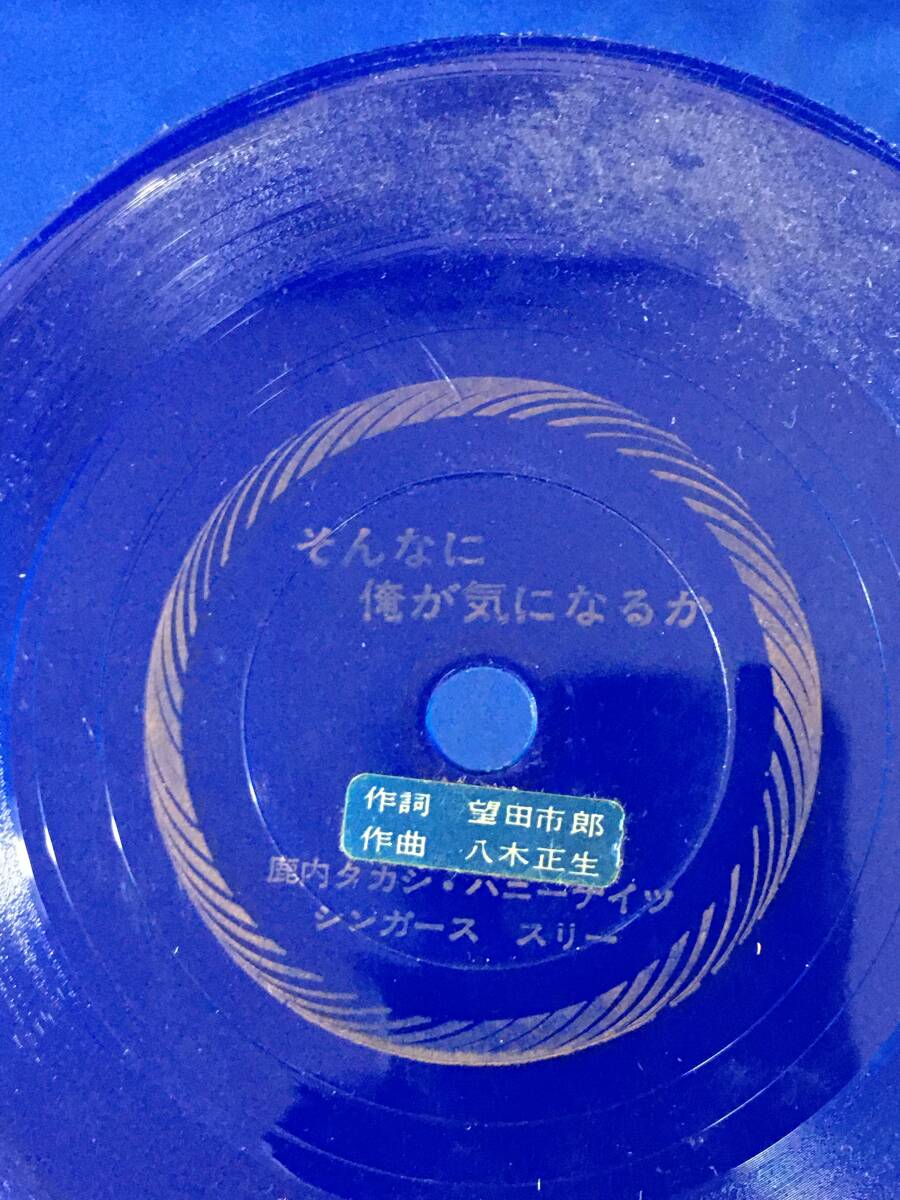 そんなに
俺が気になるか
作詞 望田市郎
作曲 八木正生
鹿内タカシ・ハニーナイツ
シンガース スリー